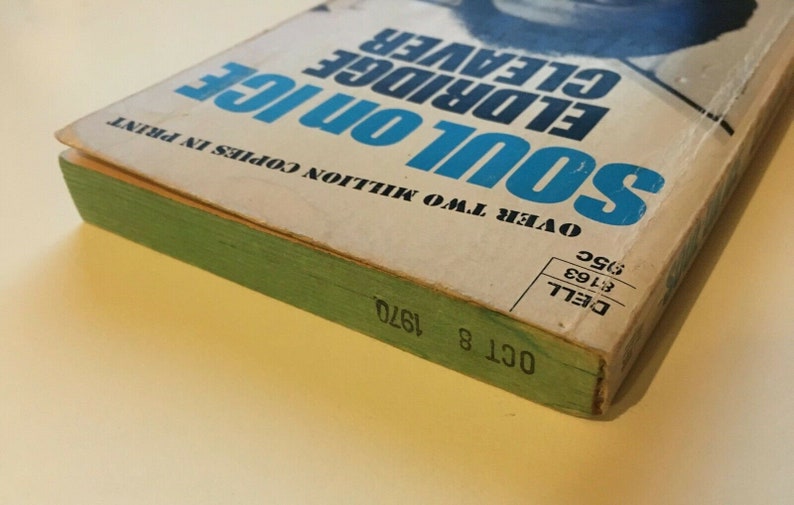 DELL
8163
95C
OVER TWO MILLION COPIES IN PRINT
SOUL ON ICE
ELDRIDGE
CLEAVER
OCT 8 1970